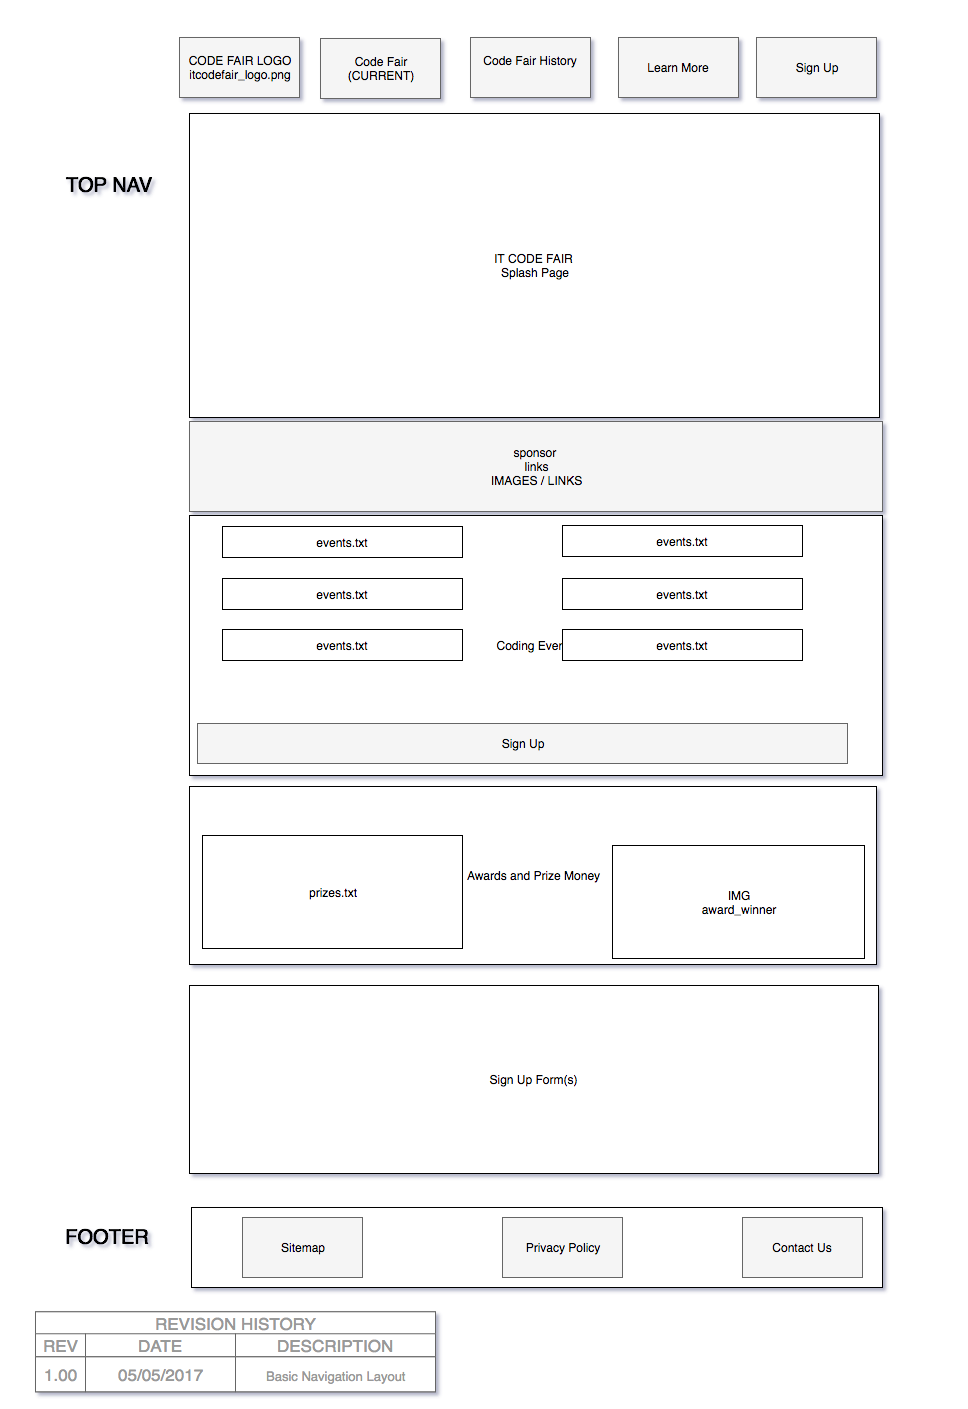 CODE FAIR LOGO
itcodefair_logo.png
Code Fair
(CURRENT)
Code Fair History
Learn More
Sign Up
TOP NAV
IT CODE FAIR
Splash Page
sponsor
links
IMAGES / LINKS
events.txt
events.txt
events.txt
events.txt
events.txt
Coding Ever
events.txt
Sign Up
prizes.txt
Awards and Prize Money
IMG
award_winner
Sign Up Form(s)
FOOTER
Sitemap
Privacy Policy
Contact Us
REVISION HISTORY
REV DATE DESCRIPTION
1.00 05/05/2017 Basic Navigation Layout